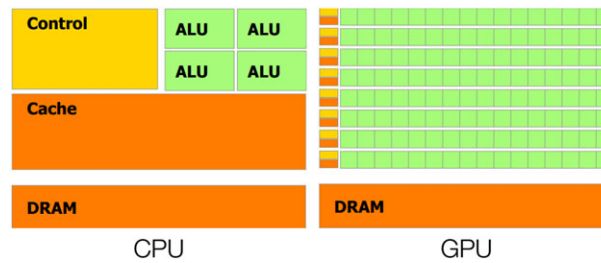 Control
ALU ALU
ALU ALU
Cache
DRAM
DRAM
CPU
GPU